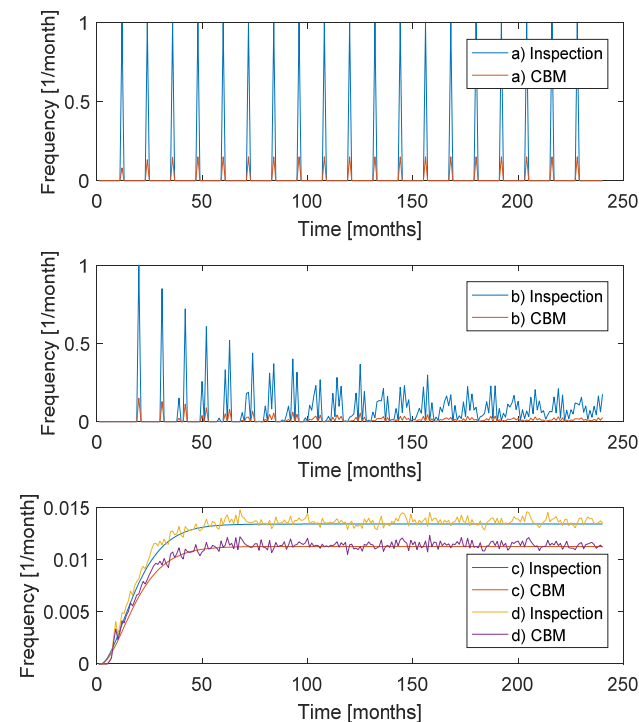 Frequency [1/month]
1
0.5
0
a) Inspection
a) CBM
0 50 100 150 200 250
Time [months]
Frequency [1/month]
1
0.5
0
b) Inspection
b) CBM
0 50 100 150 200 250
Time [months]
Frequency [1/month]
0.015
0.01
0.005
0
c) Inspection
c) CBM
d) Inspection
d) CBM
0 50 100 150 200 250
Time [months]